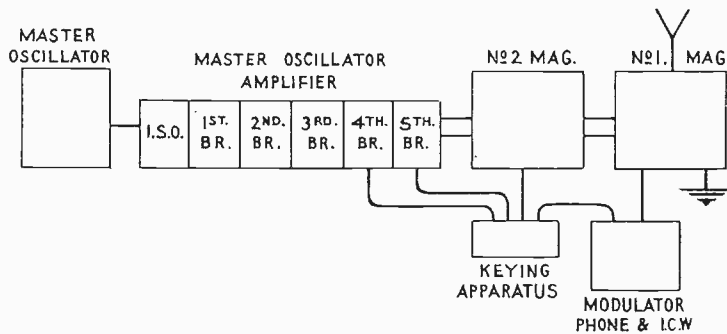 MASTER
OSCILLATOR
MASTER OSCILLATOR
AMPLIFIER
I.S.O.
1ST.
BR.
2ND.
BR.
3RD.
BR.
4TH.
BR.
5TH.
BR.
Nº2 MAG.
Nº1. MAG
KEYING
APPARATUS
MODULATOR
PHONE & I.C.W